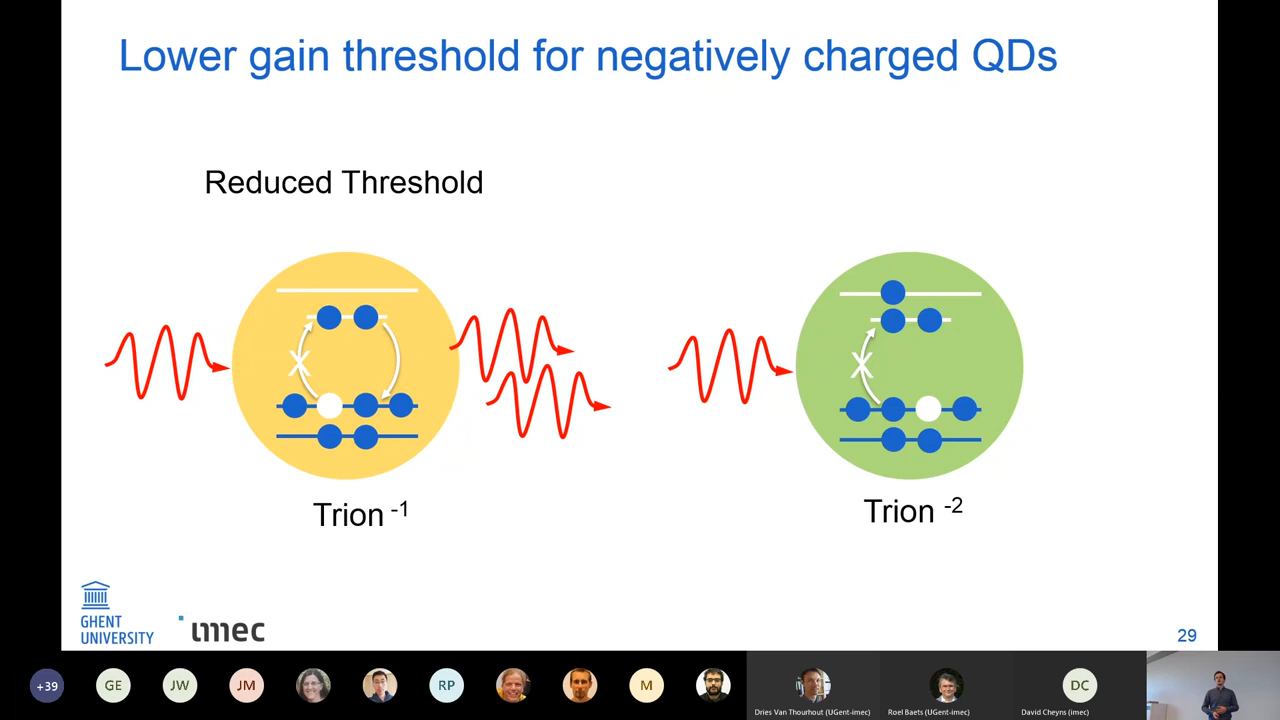 Lower gain threshold for negatively charged QDs
Reduced Threshold
Trion -1
Trion -2
GHENT
UNIVERSITY
imec
29
+39
GE
JW
JM
RP
M
Dries Van Thourhout (UGent-imec)
Roel Baets (UGent-imec)
DC
David Cheyns (imec)